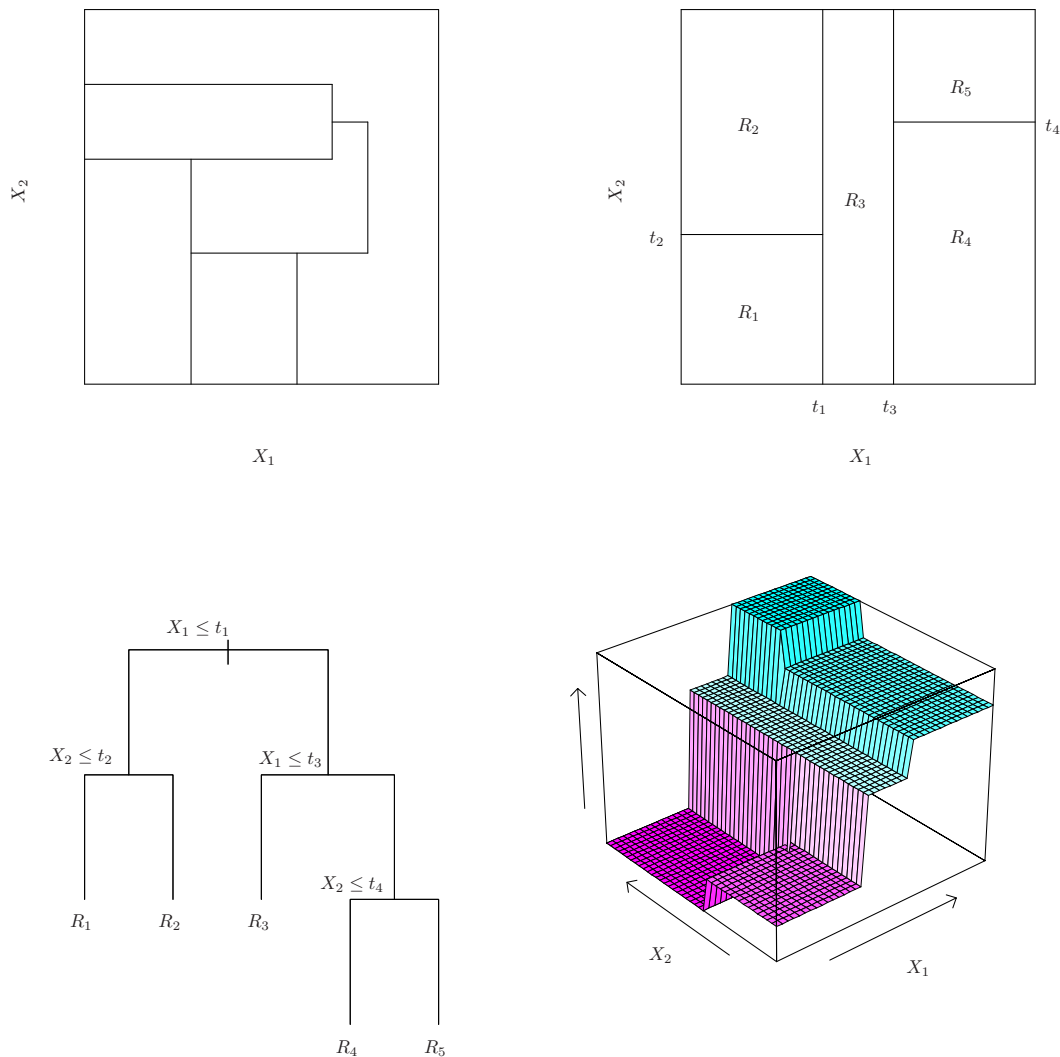 X₂
X₁
R₅
R₂
t₄
X₂
R₃
t₂
R₄
R₁
t₁ t₃
X₁
X₁ ≤ t₁
X₂ ≤ t₂ X₁ ≤ t₃
X₂ ≤ t₄
R₁ R₂ R₃
R₄ R₅
X₂
X₁